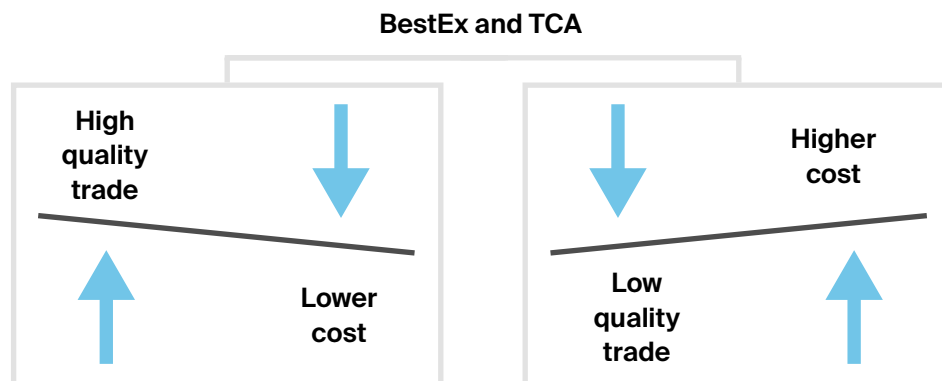 BestEx and TCA
High
quality
trade
Lower
cost
Higher
cost
Low
quality
trade